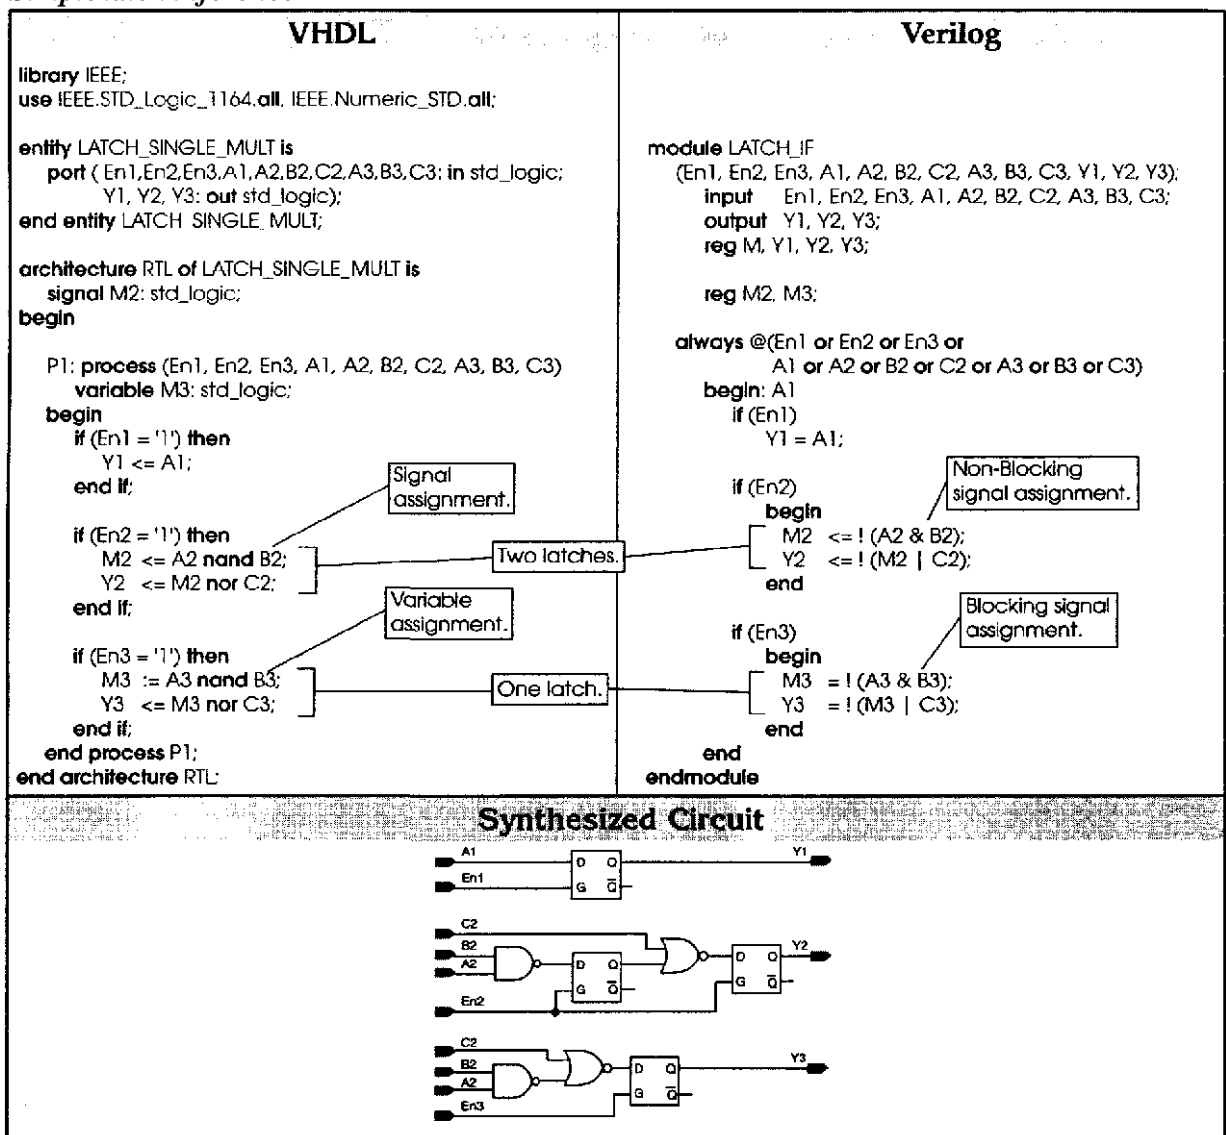 VHDL
library IEEE;
use IEEE.STD_Logic_1164.all, IEEE.Numeric_STD.all;
entity LATCH_SINGLE_MULT is
port ( En1,En2,En3,A1,A2,B2,C2,A3,B3,C3: in std_logic;
Y1, Y2, Y3: out std_logic);
end entity LATCH_SINGLE_MULT;
architecture RTL of LATCH_SINGLE_MULT is
signal M2: std_logic;
begin
P1: process (En1, En2, En3, A1, A2, B2, C2, A3, B3, C3)
variable M3: std_logic;
begin
if (En1 = '1') then
Y1 <= A1;
end if;
Signal
assignment.
if (En2 = '1') then
M2 <= A2 nand B2;
Y2 <= M2 nor C2;
end if;
Two latches.
Variable
assignment.
if (En3 = '1') then
M3 := A3 nand B3;
Y3 <= M3 nor C3;
end if;
One latch.
end process P1;
end architecture RTL;
Verilog
module LATCH_IF
(En1, En2, En3, A1, A2, B2, C2, A3, B3, C3, Y1, Y2, Y3);
input En1, En2, En3, A1, A2, B2, C2, A3, B3, C3;
output Y1, Y2, Y3;
reg M, Y1, Y2, Y3;
reg M2, M3;
always @(En1 or En2 or En3 or
A1 or A2 or B2 or C2 or A3 or B3 or C3)
begin: A1
if (En1)
Y1 = A1;
Non-Blocking
signal assignment.
if (En2)
begin
M2 <= ! (A2 & B2);
Y2 <= ! (M2 | C2);
end
Blocking signal
assignment.
if (En3)
begin
M3 = ! (A3 & B3);
Y3 = ! (M3 | C3);
end
end
endmodule
Synthesized Circuit
A1
D Q
Y1
En1
G Q
C2
B2
A2
D Q
G Q
D Q
G Q
Y2
En2
C2
B2
A2
D Q
G Q
Y3
En3